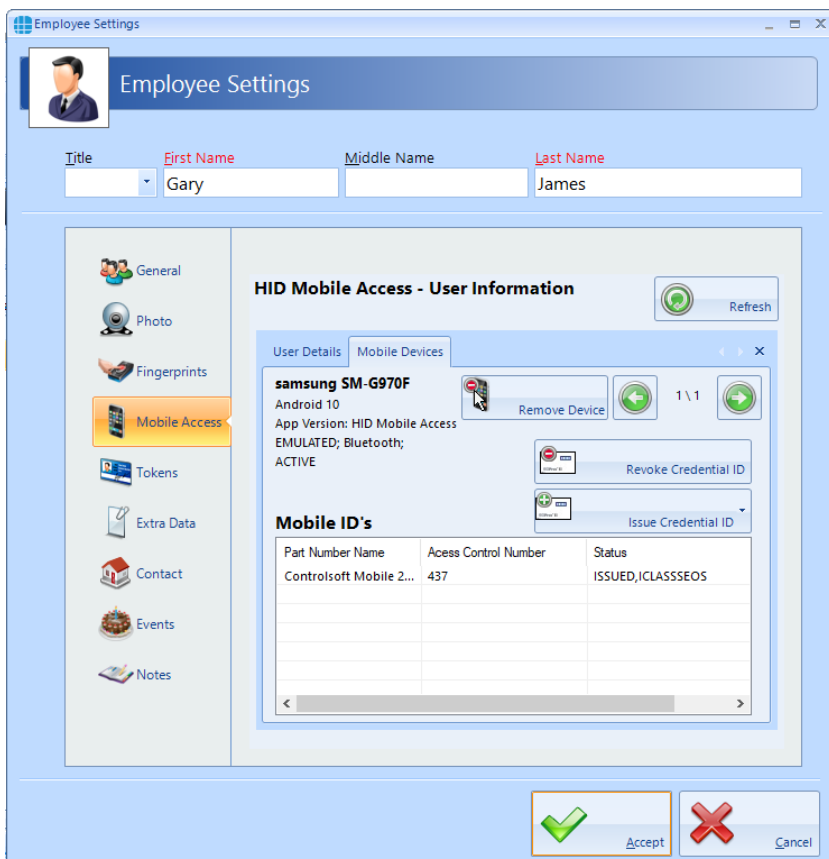 Employee Settings
Employee Settings
Title First Name Middle Name Last Name
Gary James
General
Photo
Fingerprints
Mobile Access
Tokens
Extra Data
Contact
Events
Notes
HID Mobile Access - User Information
Refresh
User Details Mobile Devices
samsung SM-G970F
Android 10
App Version: HID Mobile Access
EMULATED; Bluetooth;
ACTIVE
Remove Device
1\1
Revoke Credential ID
Issue Credential ID
Mobile ID's
Part Number Name Acess Control Number Status
Controlsoft Mobile 2... 437 ISSUED,ICLASSSEOS
Accept
Cancel